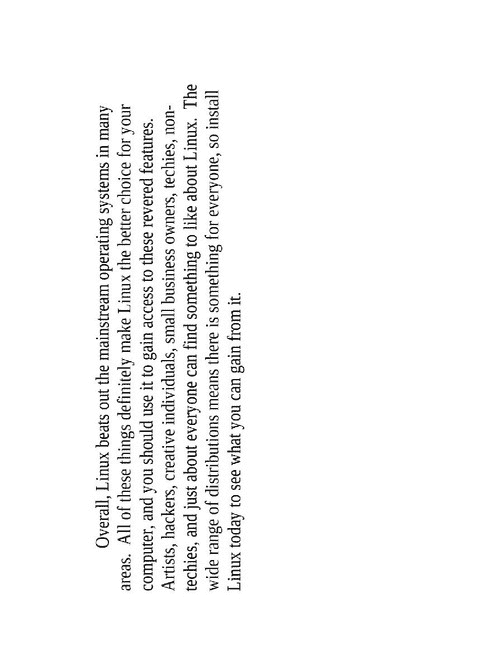 Overall, Linux beats out the mainstream operating systems in many
areas.  All of these things definitely make Linux the better choice for your
computer, and you should use it to gain access to these revered features.
Artists, hackers, creative individuals, small business owners, techies, non-
techies, and just about everyone can find something to like about Linux.  The
wide range of distributions means there is something for everyone, so install
Linux today to see what you can gain from it.